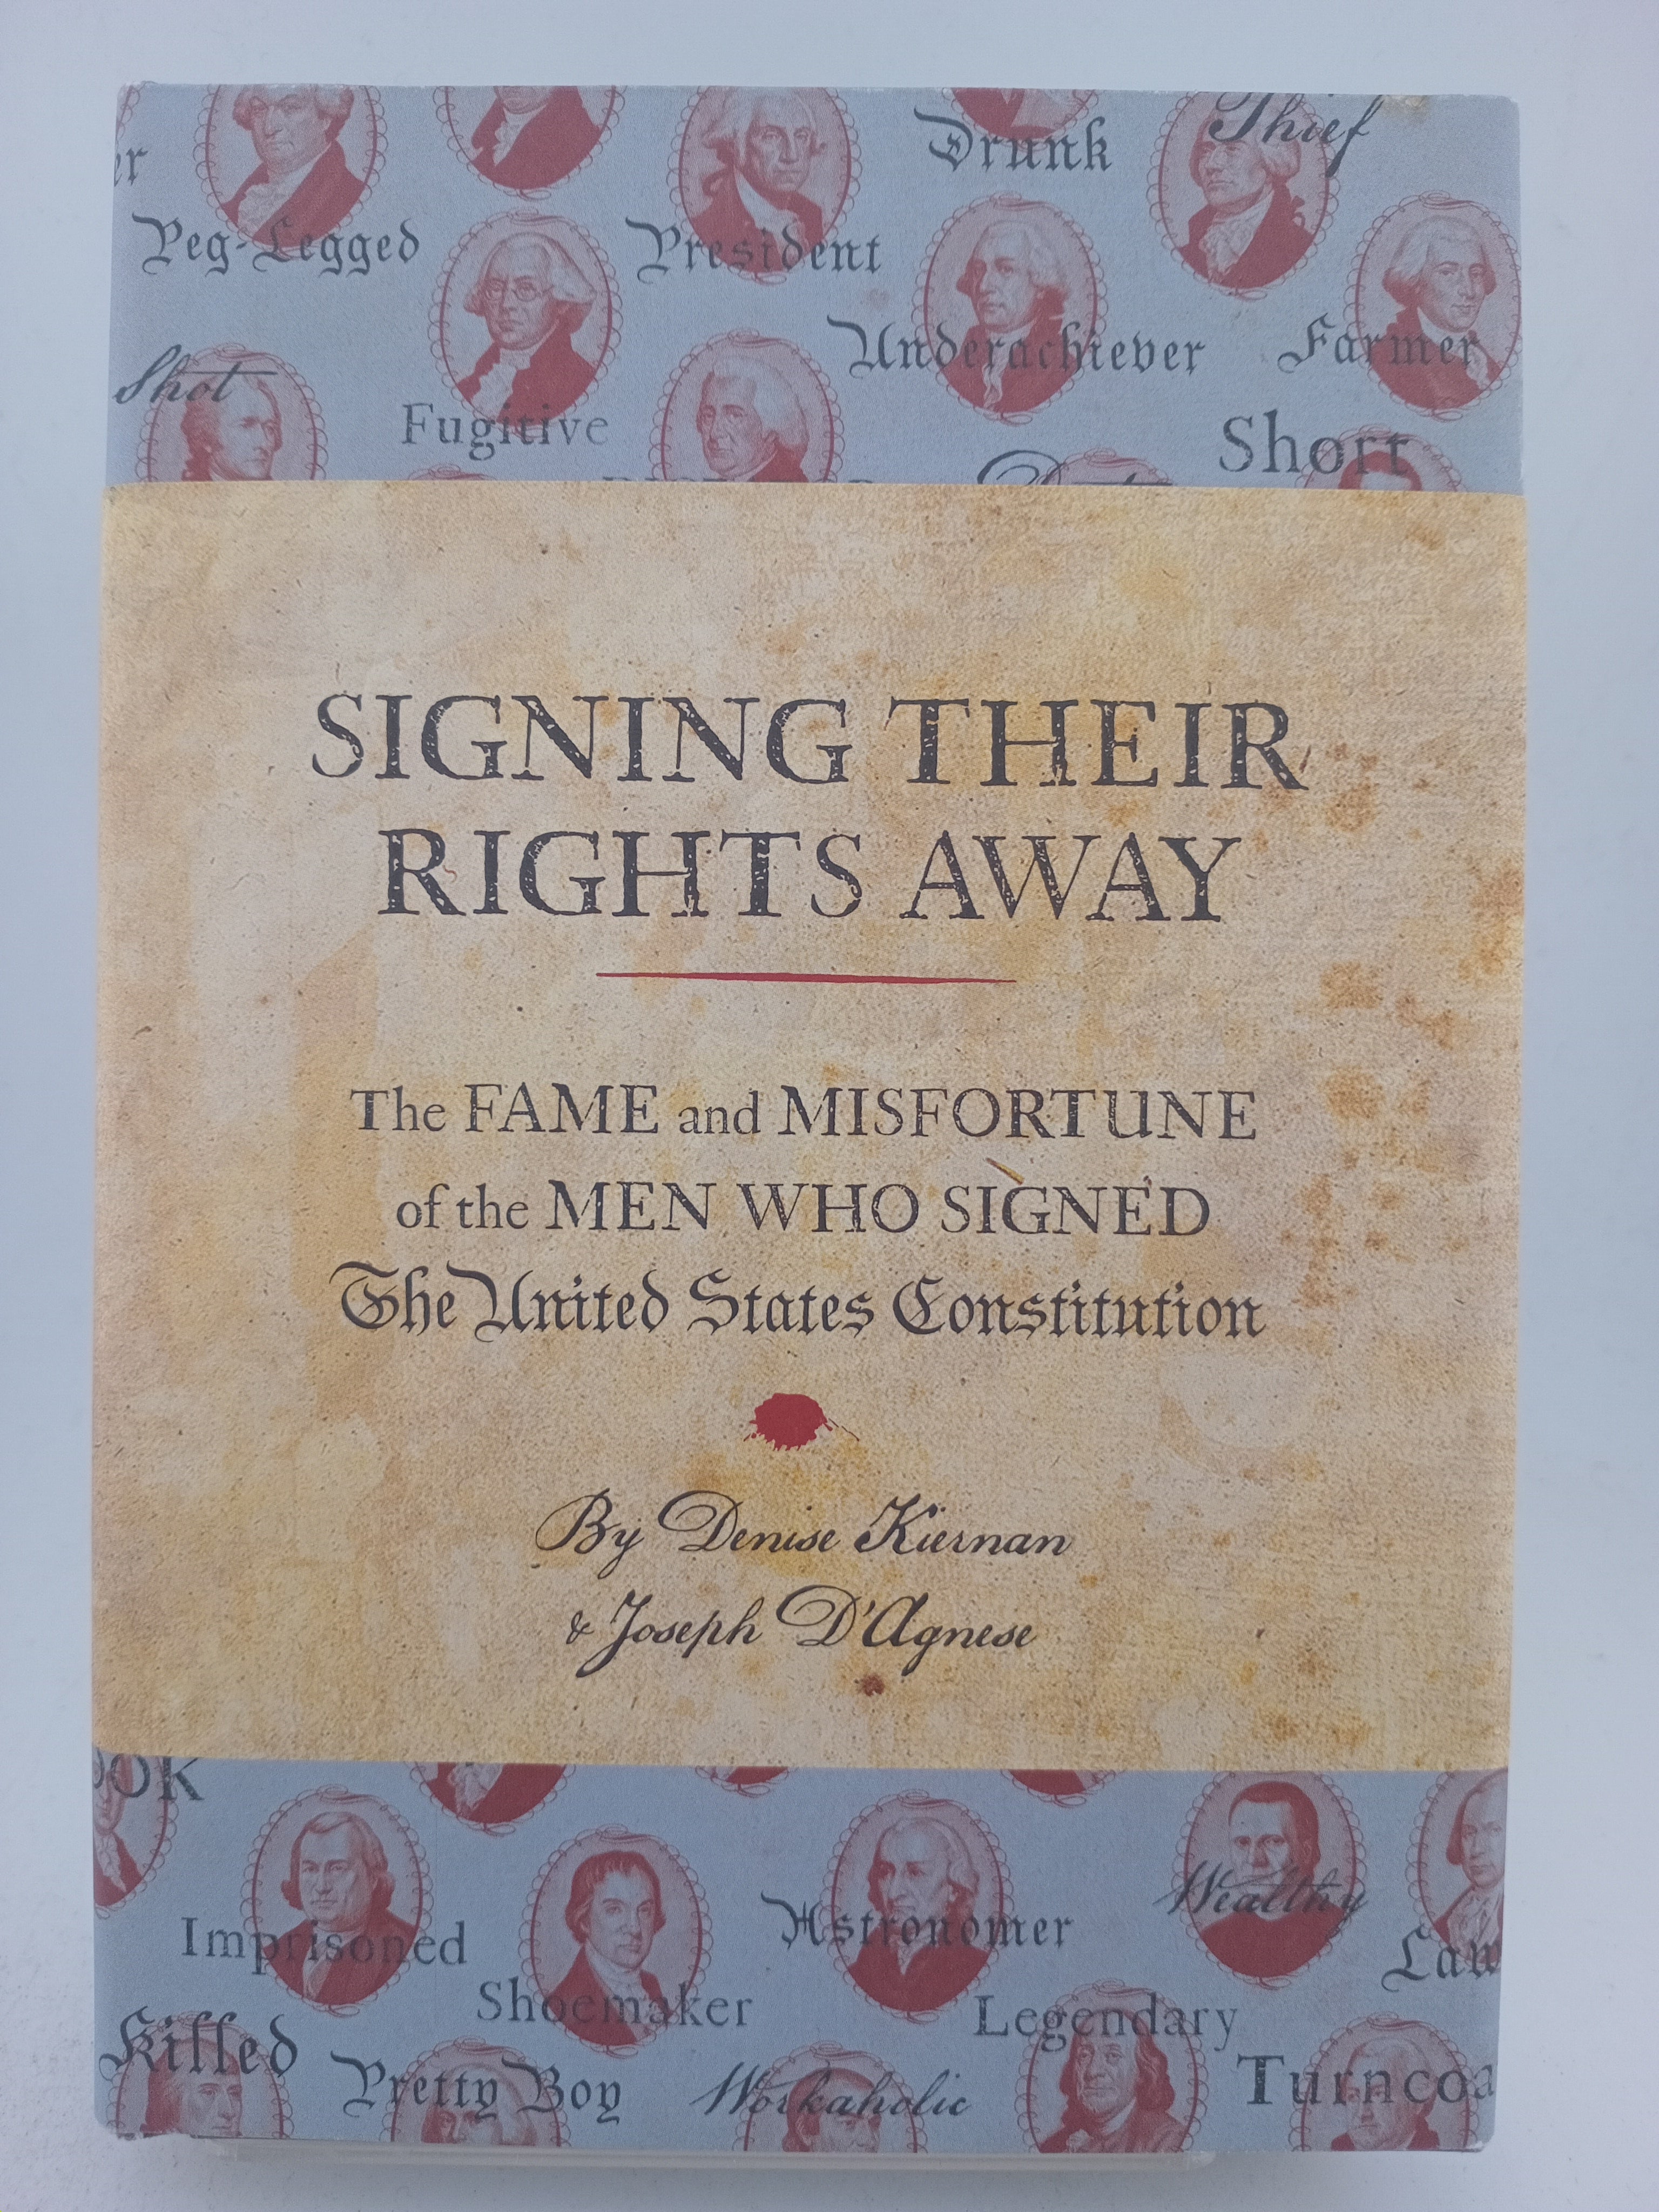 Drunk
Thief
Peg-Legged
President
Underachiever
Farmer
Shot
Fugitive
Short
SIGNING THEIR
RIGHTS AWAY
The FAME and MISFORTUNE
of the MEN WHO SIGNED
The United States Constitution
By Denise Kiernan
& Joseph D'Agnese
Imprisoned
Astronomer
Wealthy
Law
Shoemaker
Legendary
Killed
Pretty Boy
Workaholic
Turncoa